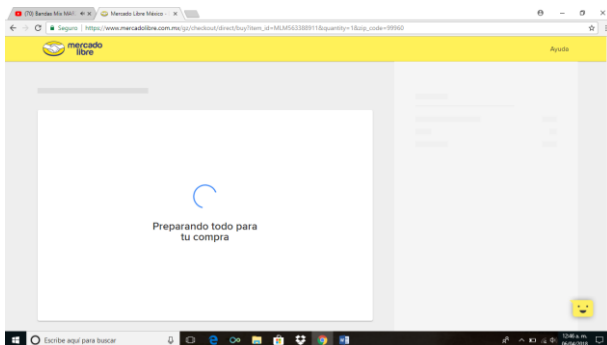 (70) Bandas Mix MAR
Mercado Libre México -
Seguro | https://www.mercadolibre.com.mx/gz/checkout/direct/buy?item_id=MLM563388911&quantity=1&zip_code=99960
mercado
libre
Ayuda
Preparando todo para
tu compra
Escribe aquí para buscar
12:46 a. m.
06/04/2018